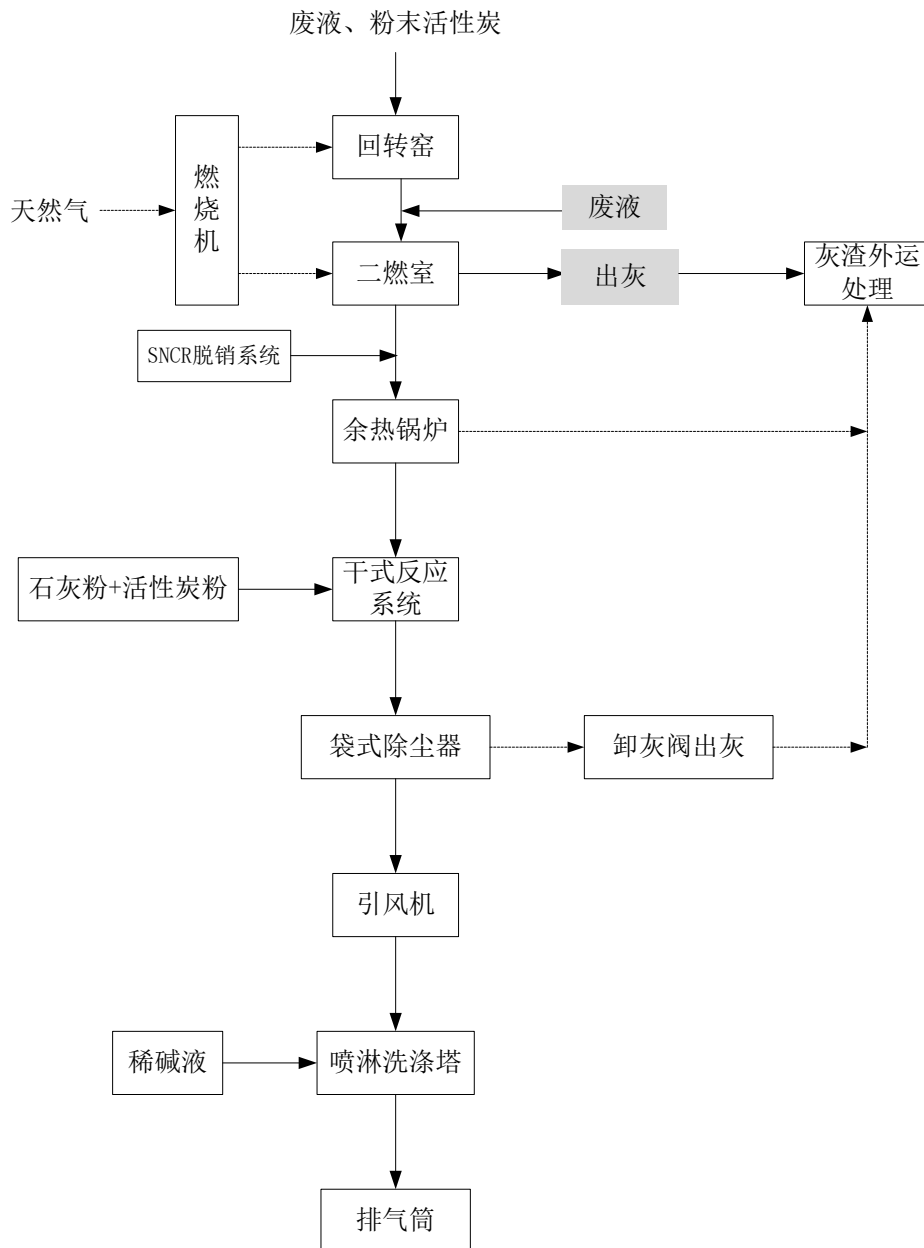 废液、粉末活性炭
回转窑
燃
烧
机
天然气
废液
二燃室
出灰
灰渣外运
处理
SNCR脱销系统
余热锅炉
石灰粉+活性炭粉
干式反应
系统
袋式除尘器
卸灰阀出灰
引风机
稀碱液
喷淋洗涤塔
排气筒